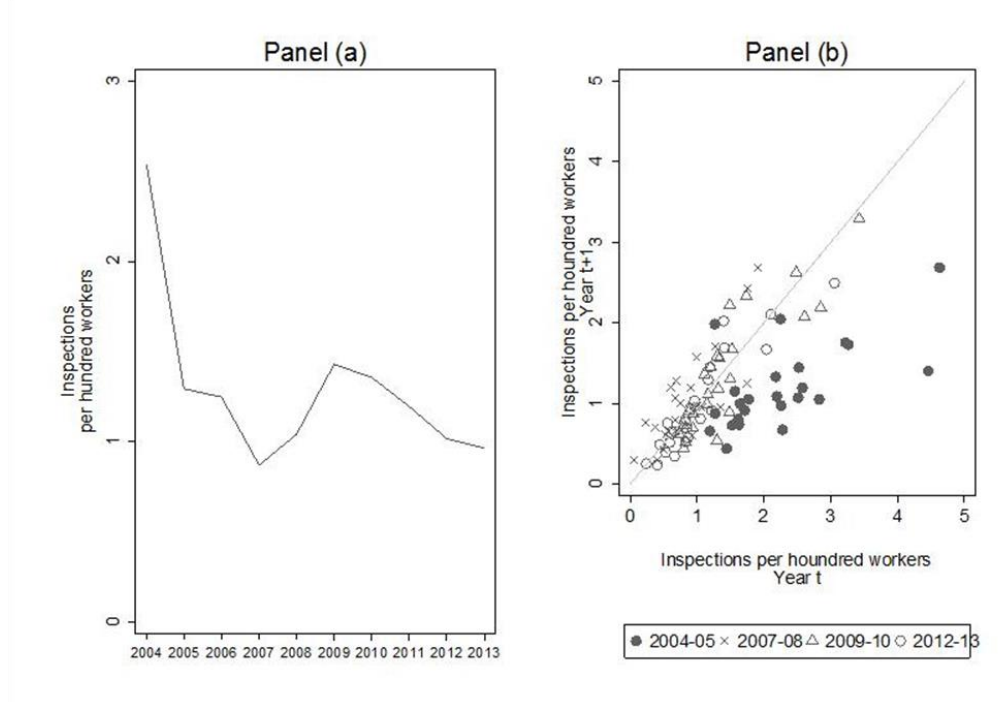 Panel (a)
3
2
1
0
Inspections
per hundred workers
2004 2005 2006 2007 2008 2009 2010 2011 2012 2013
Panel (b)
5
4
3
2
1
0
Inspections per houndred workers
Year t+1
0 1 2 3 4 5
Inspections per houndred workers
Year t
2004-05 2007-08 2009-10 2012-13